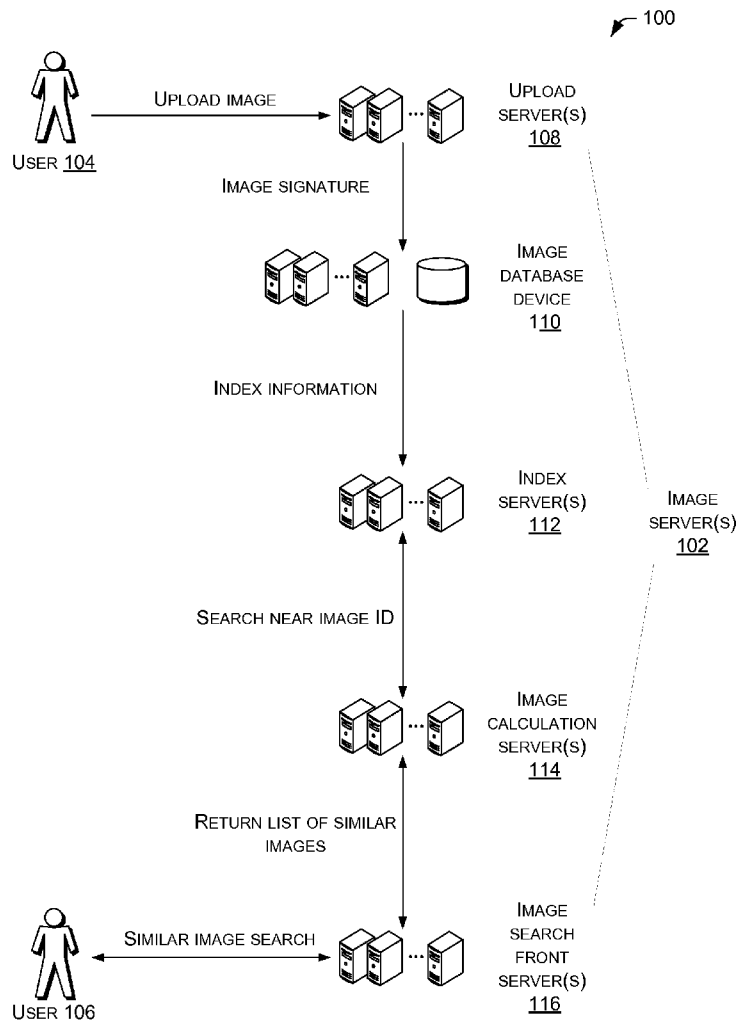 100
UPLOAD IMAGE
UPLOAD
SERVER(S)
108
USER 104
IMAGE SIGNATURE
IMAGE
DATABASE
DEVICE
110
INDEX INFORMATION
INDEX
SERVER(S)
112
IMAGE
SERVER(S)
102
SEARCH NEAR IMAGE ID
IMAGE
CALCULATION
SERVER(S)
114
RETURN LIST OF SIMILAR
IMAGES
SIMILAR IMAGE SEARCH
IMAGE
SEARCH
FRONT
SERVER(S)
116
USER 106